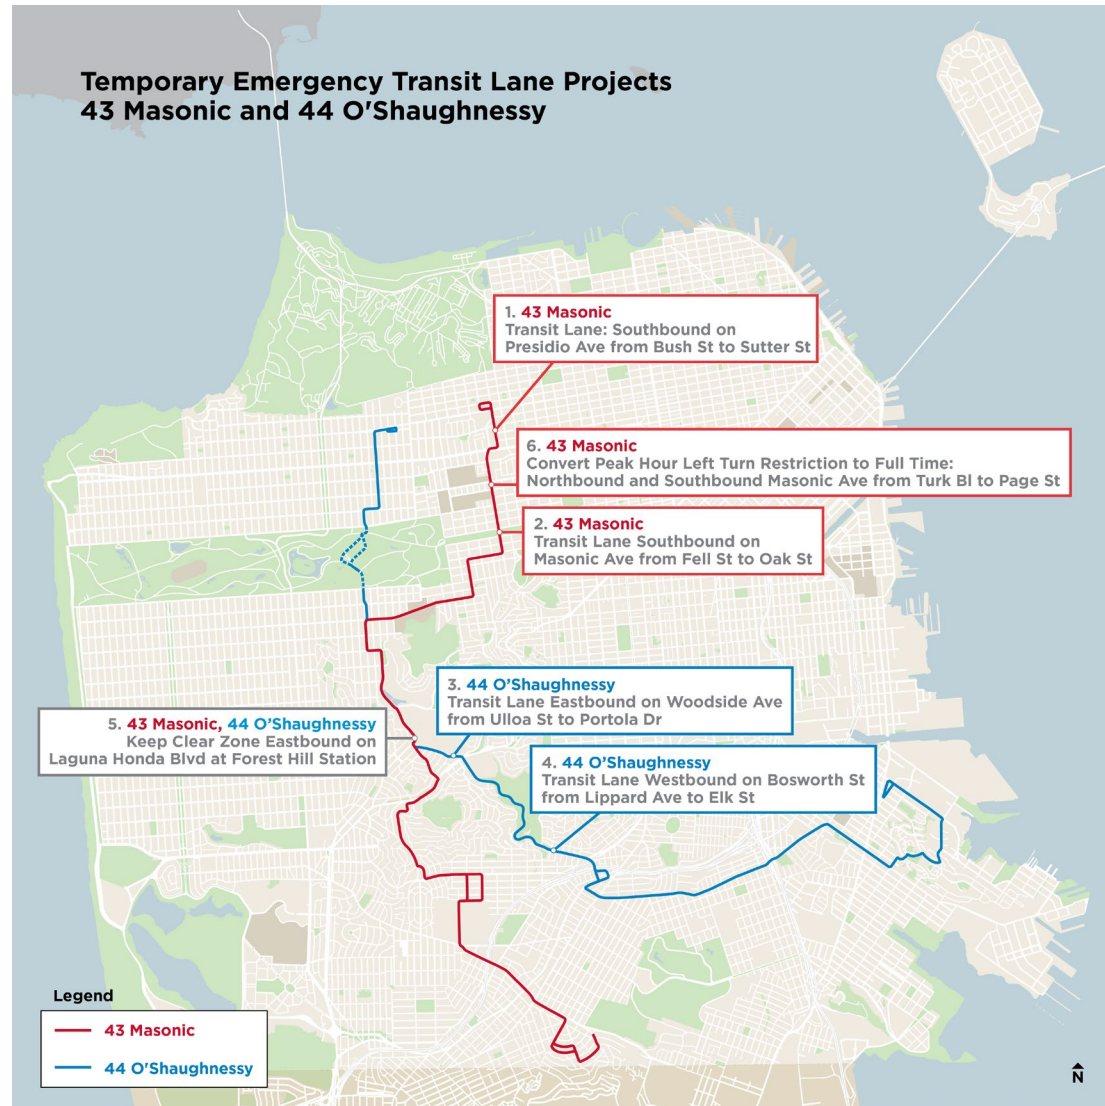 Temporary Emergency Transit Lane Projects
43 Masonic and 44 O'Shaughnessy
1. 43 Masonic
Transit Lane: Southbound on
Presidio Ave from Bush St to Sutter St
6. 43 Masonic
Convert Peak Hour Left Turn Restriction to Full Time:
Northbound and Southbound Masonic Ave from Turk Bl to Page St
2. 43 Masonic
Transit Lane Southbound on
Masonic Ave from Fell St to Oak St
3. 44 O’Shaughnessy
Transit Lane Eastbound on Woodside Ave
from Ulloa St to Portola Dr
5. 43 Masonic, 44 O’Shaughnessy
Keep Clear Zone Eastbound on
Laguna Honda Blvd at Forest Hill Station
4. 44 O’Shaughnessy
Transit Lane Westbound on Bosworth St
from Lippard Ave to Elk St
Legend
43 Masonic
44 O'Shaughnessy
N